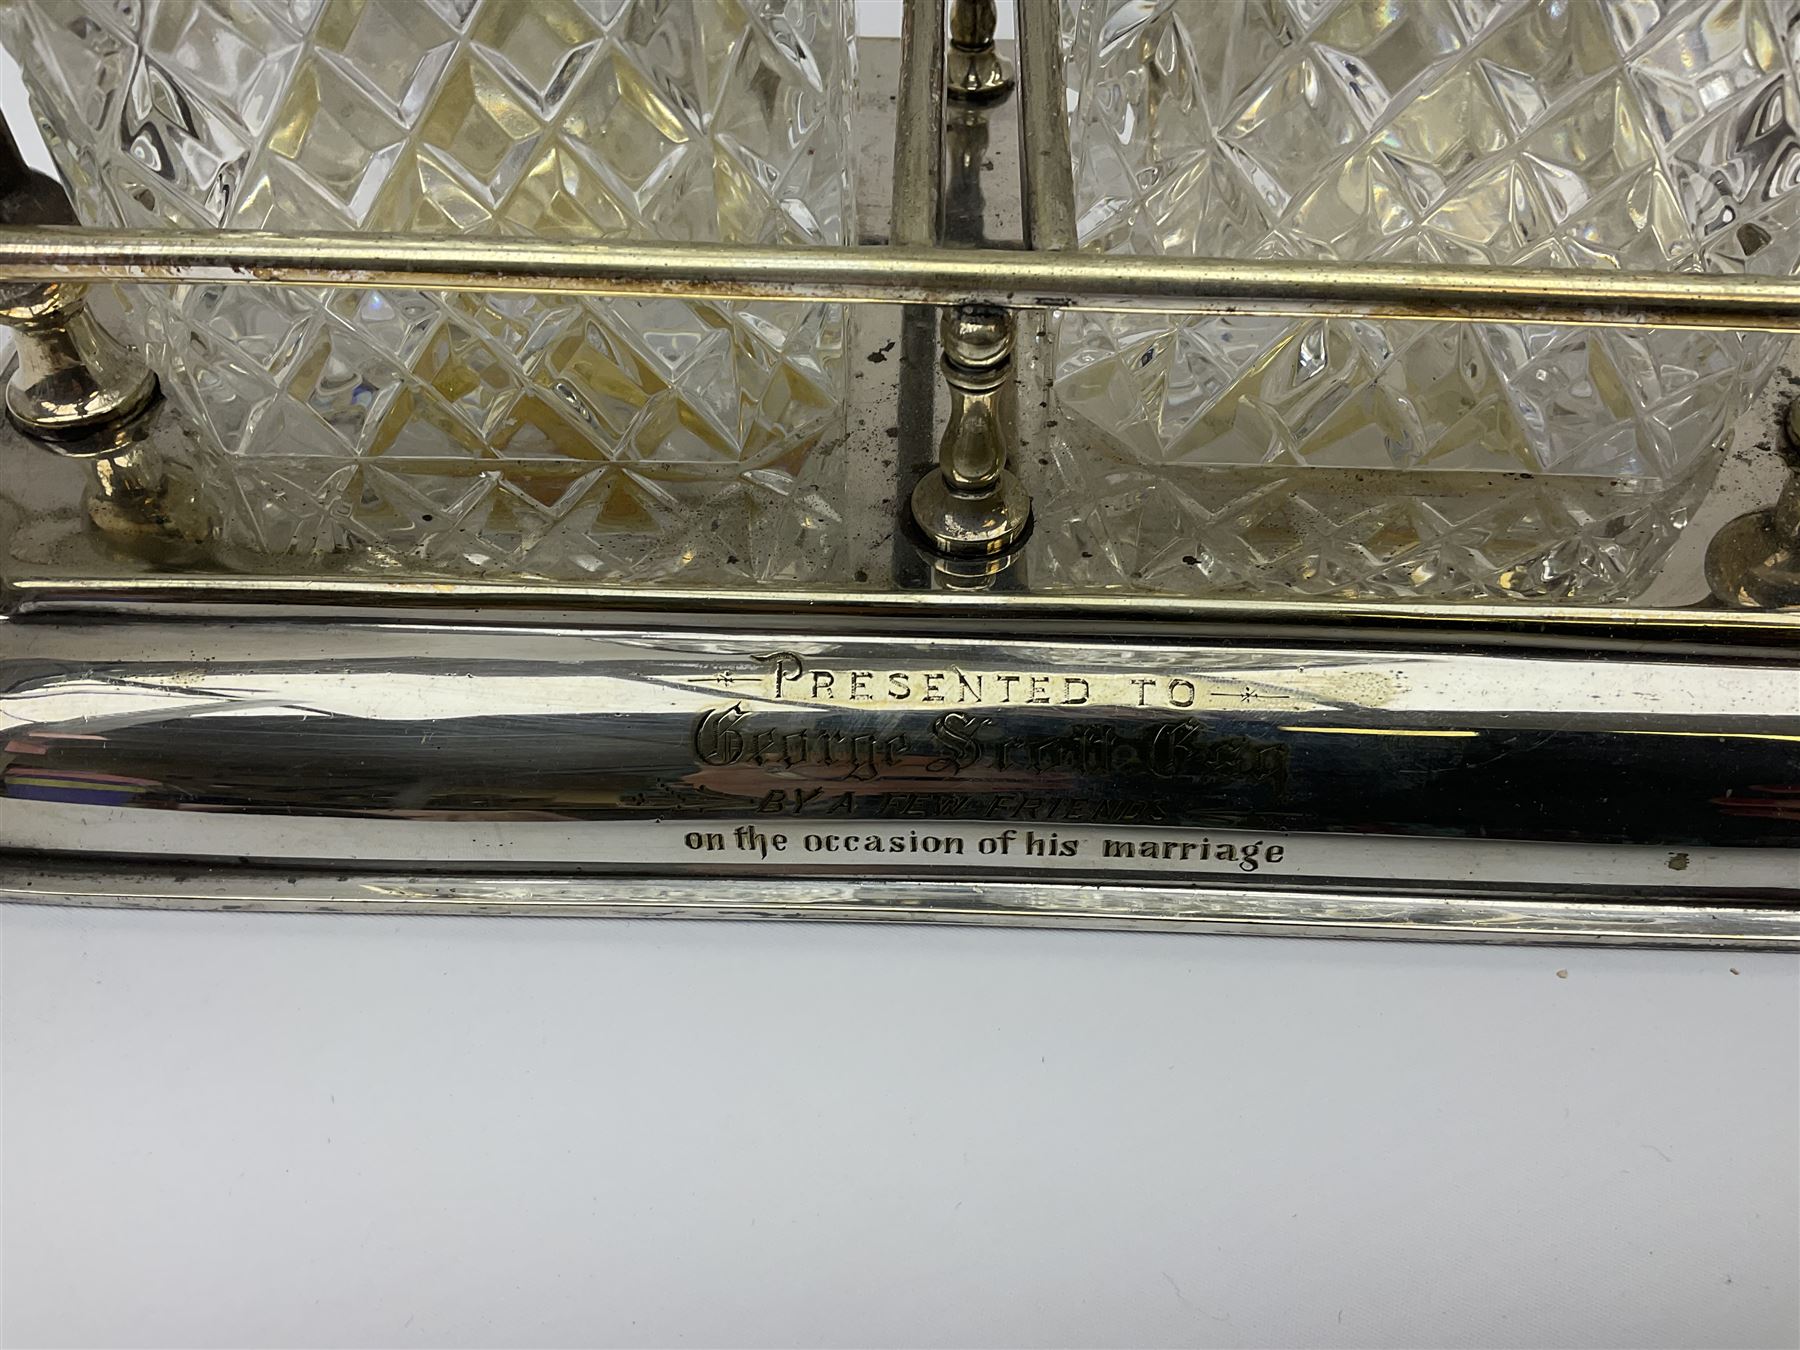 PRESENTED TO
George Scott Esq
BY A FEW FRIENDS
on the occasion of his marriage